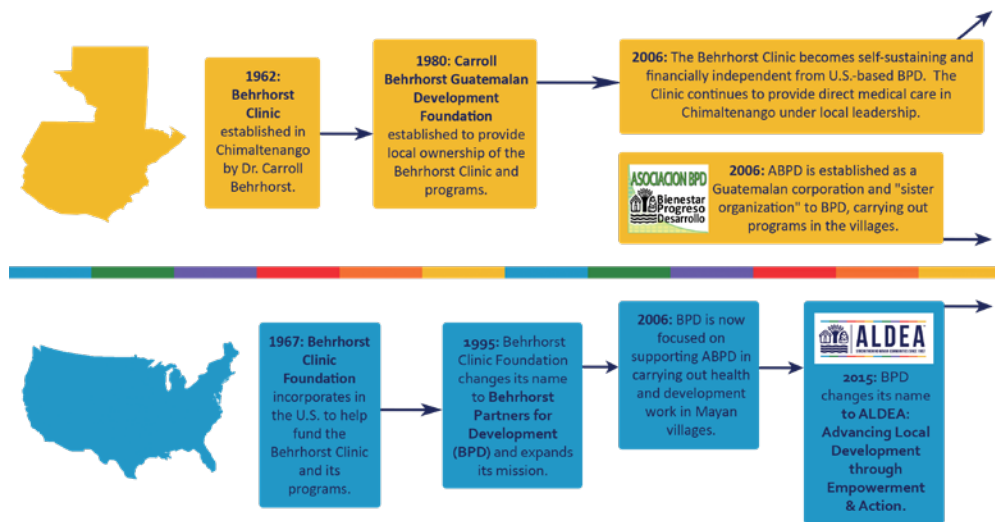 1962:
Behrhorst
Clinic
established in
Chimaltenango
by Dr. Carroll
Behrhorst.
1980: Carroll
Behrhorst Guatemalan
Development
Foundation
established to provide
local ownership of the
Behrhorst Clinic and
programs.
2006: The Behrhorst Clinic becomes self-sustaining and
financially independent from U.S.-based BPD.  The
Clinic continues to provide direct medical care in
Chimaltenango under local leadership.
ASOCIACION BPD
Bienestar
Progreso
Desarrollo
2006: ABPD is established as a
Guatemalan corporation and "sister
organization" to BPD, carrying out
programs in the villages.
1967: Behrhorst
Clinic
Foundation
incorporates in
the U.S. to help
fund the
Behrhorst Clinic
and its
programs.
1995: Behrhorst
Clinic Foundation
changes its name
to Behrhorst
Partners for
Development
(BPD) and expands
its mission.
2006: BPD is now
focused on
supporting ABPD in
carrying out health
and development
work in Mayan
villages.
ALDEA
2015: BPD
changes its name
to ALDEA:
Advancing Local
Development
through
Empowerment
& Action.